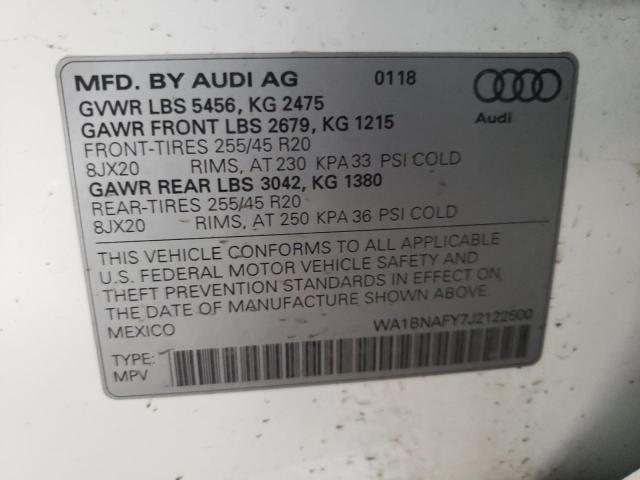 MFD. BY AUDI AG 0118
GVWR LBS 5456, KG 2475
GAWR FRONT LBS 2679, KG 1215
Audi
FRONT-TIRES 255/45 R20
8JX20 RIMS, AT 230 KPA 33 PSI COLD
GAWR REAR LBS 3042, KG 1380
REAR-TIRES 255/45 R20
8JX20 RIMS, AT 250 KPA 36 PSI COLD
THIS VEHICLE CONFORMS TO ALL APPLICABLE
U.S. FEDERAL MOTOR VEHICLE SAFETY AND
THEFT PREVENTION STANDARDS IN EFFECT ON
THE DATE OF MANUFACTURE SHOWN ABOVE.
MEXICO WA1BNAFY7J2122500
TYPE:
MPV